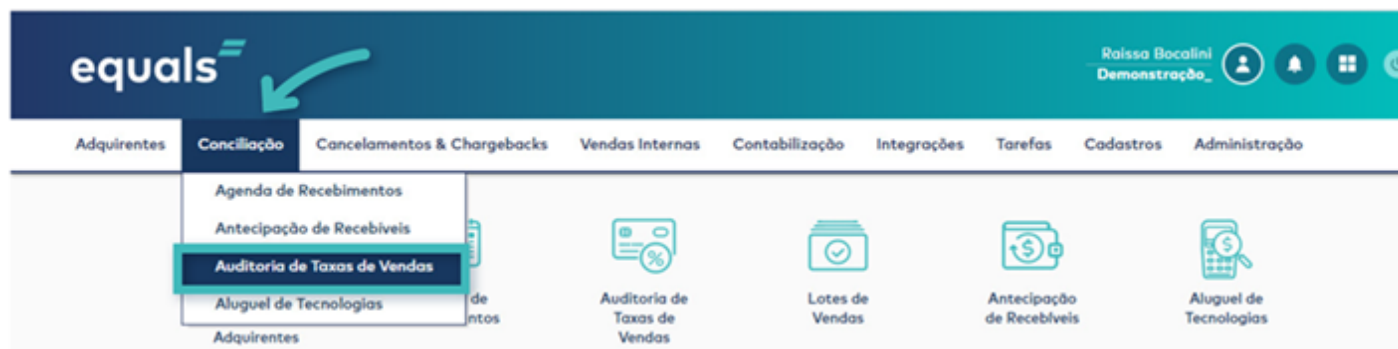 equals
Raissa Bocalini
Demonstração_
Adquirentes Conciliação Cancelamentos & Chargebacks Vendas Internas Contabilização Integrações Tarefas Cadastros Administração
Agenda de Recebimentos
Antecipação de Recebíveis
Auditoria de Taxas de Vendas
Aluguel de Tecnologias
de
ntos
Adquirentes
Auditoria de
Taxas de
Vendas
Lotes de
Vendas
Antecipação
de Recebíveis
Aluguel de
Tecnologias